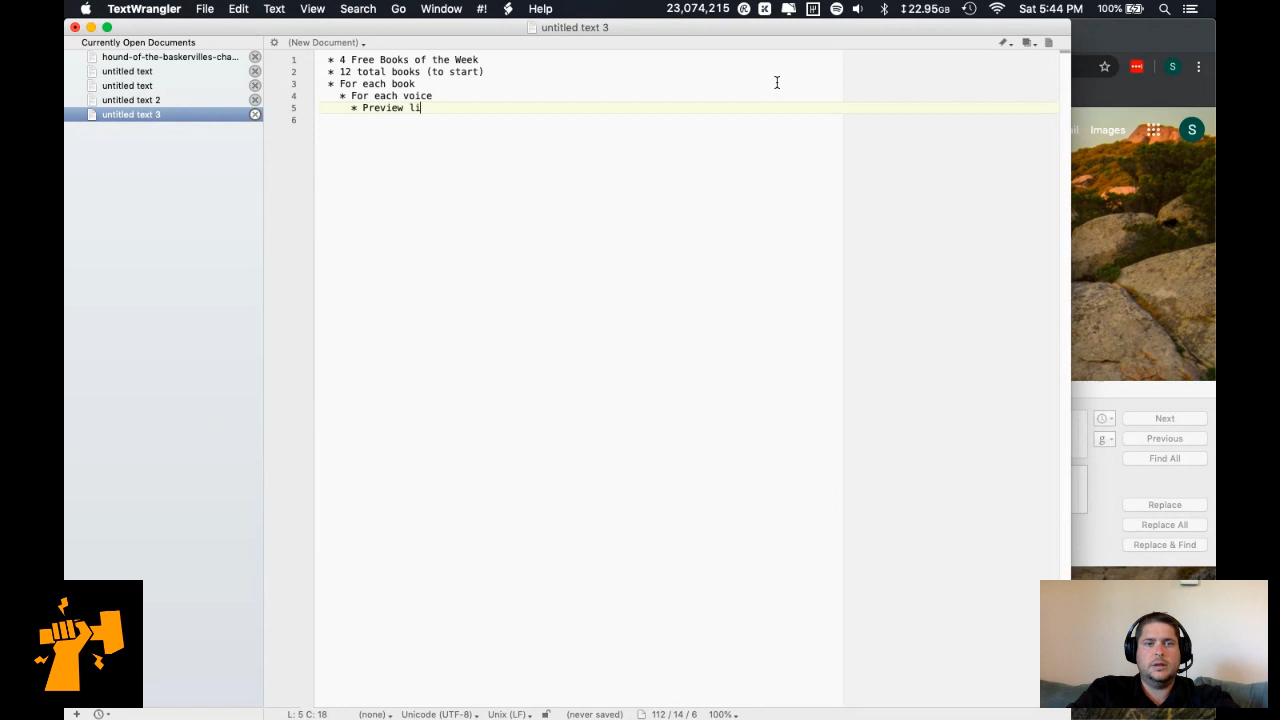 TextWrangler File Edit Text View Search Go Window #! Help 23,074,215 22.95GB Sat 5:44 PM 100%
untitled text 3
Currently Open Documents
(New Document)
hound-of-the-baskervilles-cha...
untitled text
untitled text
untitled text 2
untitled text 3
1 * 4 Free Books of the Week
2 * 12 total books (to start)
3 * For each book
4 * For each voice
5 * Preview li
6
S
ail Images S
Next
g Previous
Find All
Replace
Replace All
Replace & Find
L: 5 C: 18 (none) Unicode (UTF-8) Unix (LF) (never saved) 112 / 14 / 6 100%